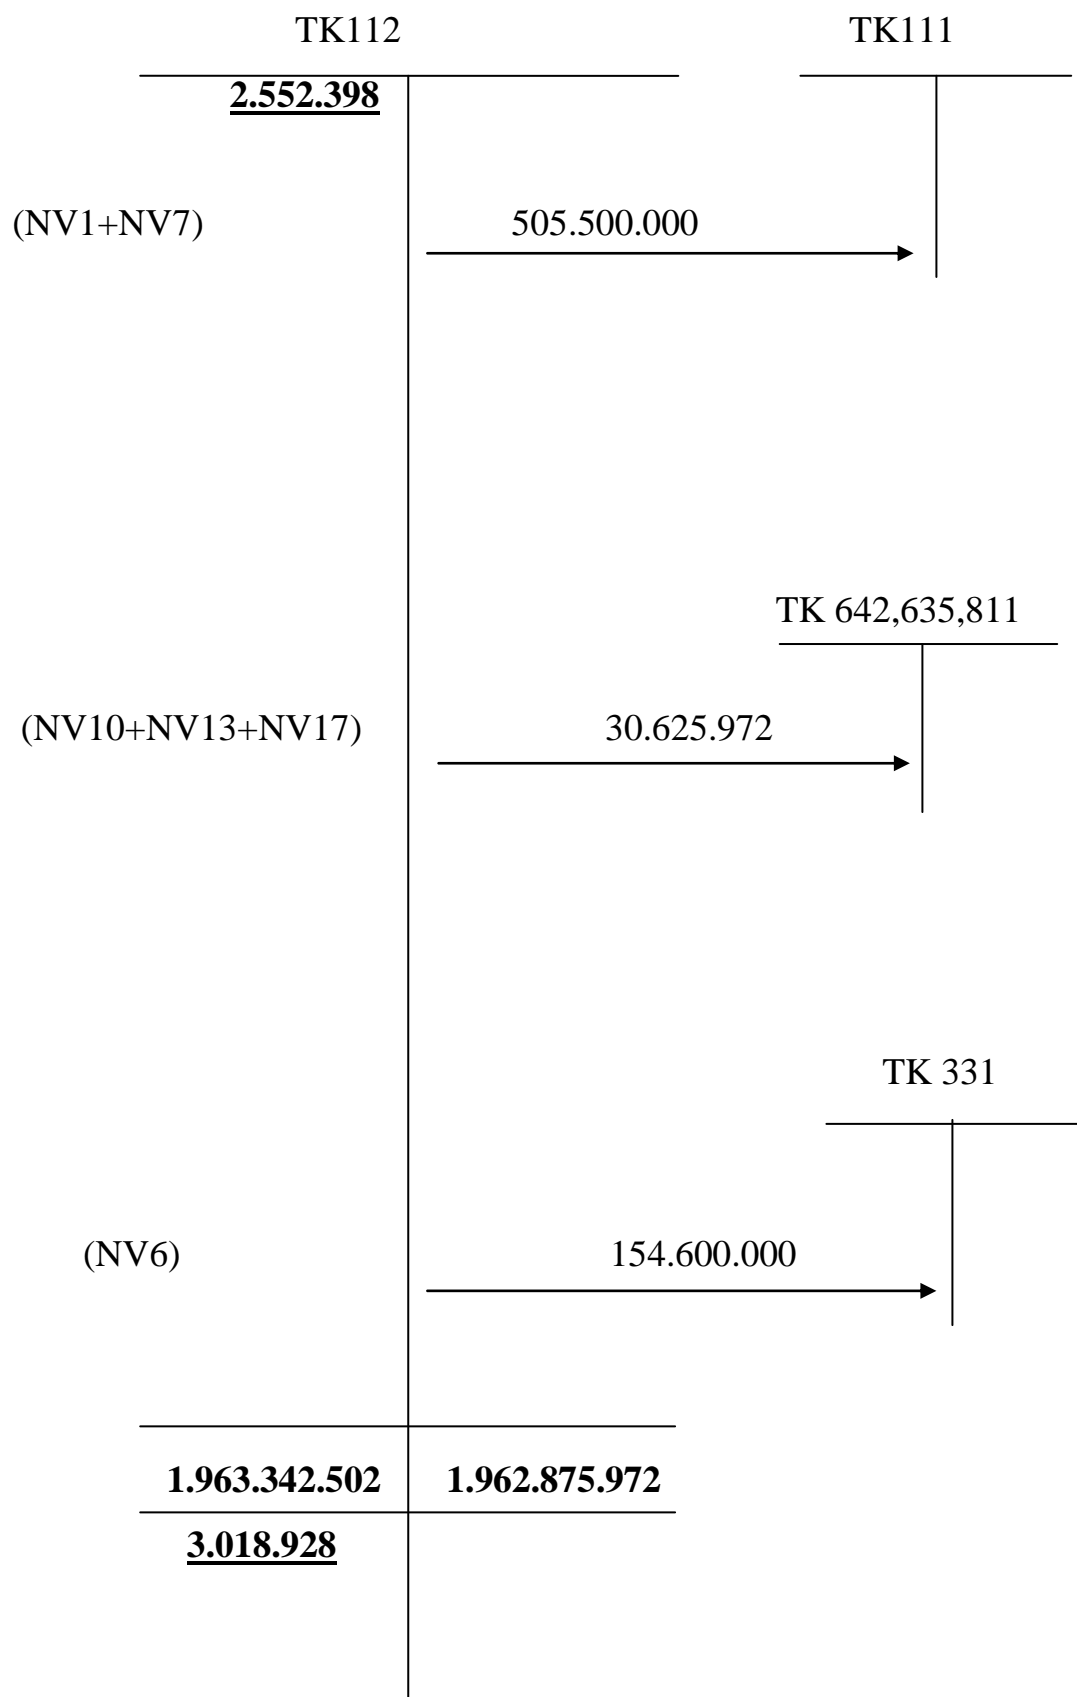 TK112 TK111
2.552.398
(NV1+NV7) 505.500.000
TK 642,635,811
(NV10+NV13+NV17) 30.625.972
TK 331
(NV6) 154.600.000
1.963.342.502 1.962.875.972
3.018.928